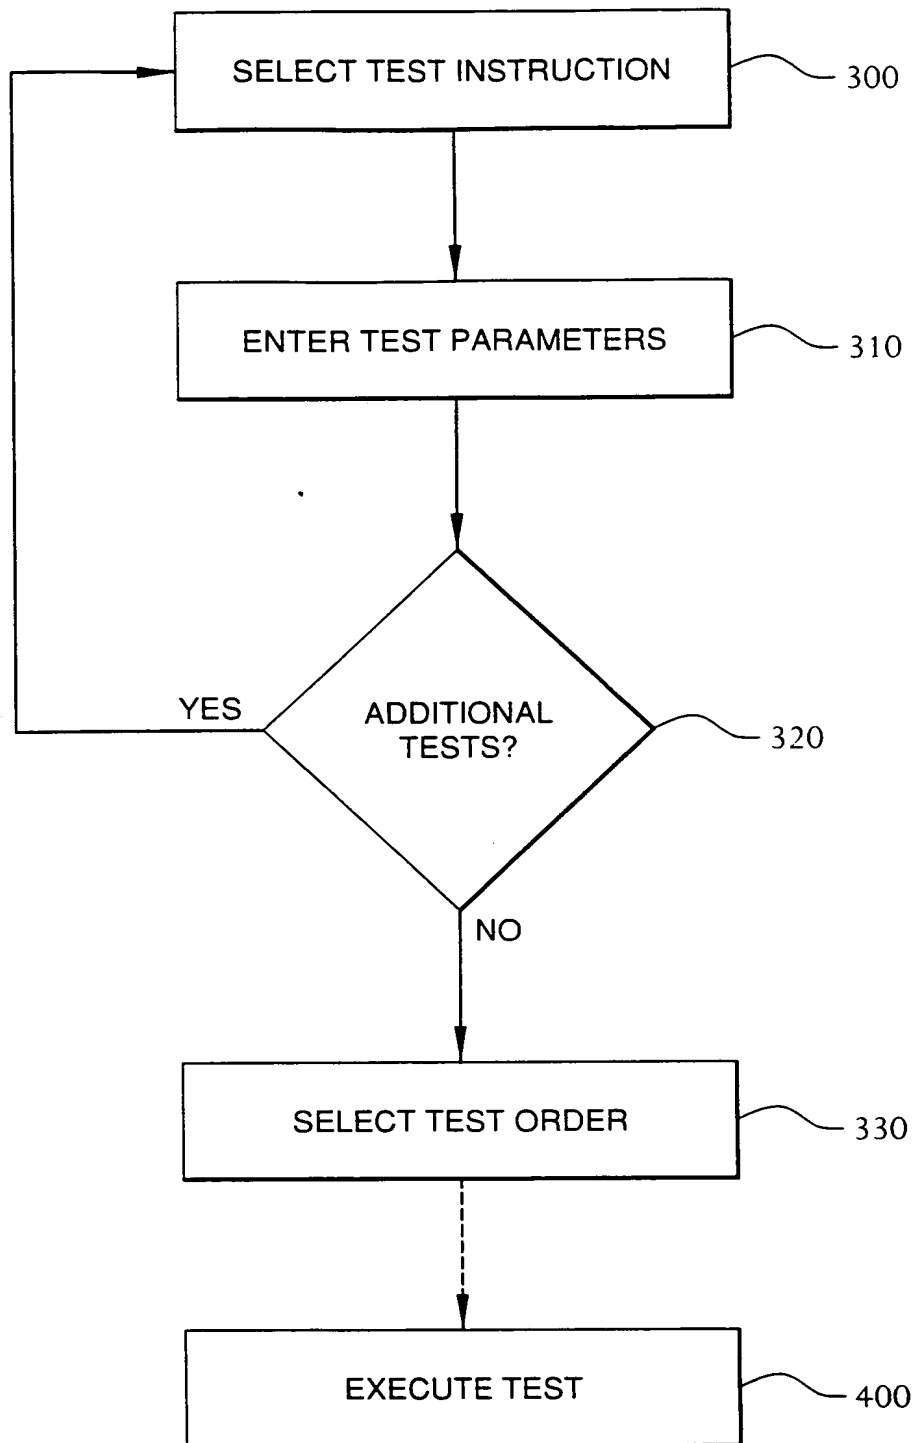 SELECT TEST INSTRUCTION
300
ENTER TEST PARAMETERS
310
YES
ADDITIONAL
TESTS?
320
NO
SELECT TEST ORDER
330
EXECUTE TEST
400